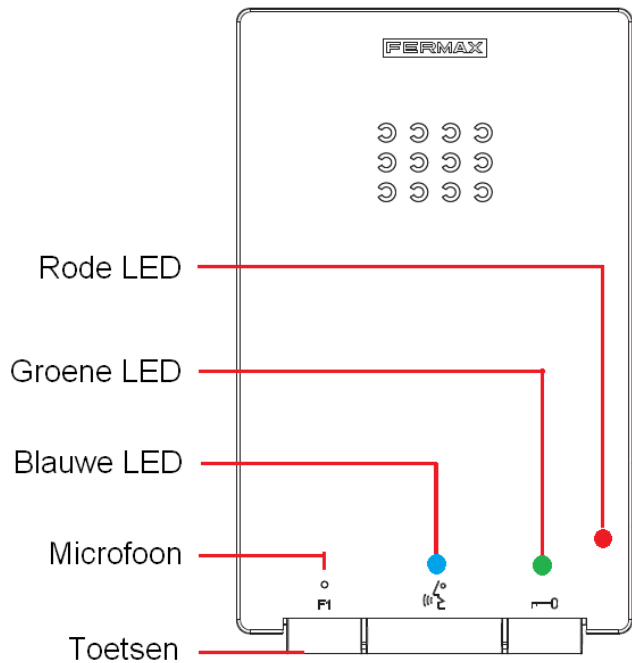 FERMAX
Rode LED
Groene LED
Blauwe LED
Microfoon
F1
Toetsen